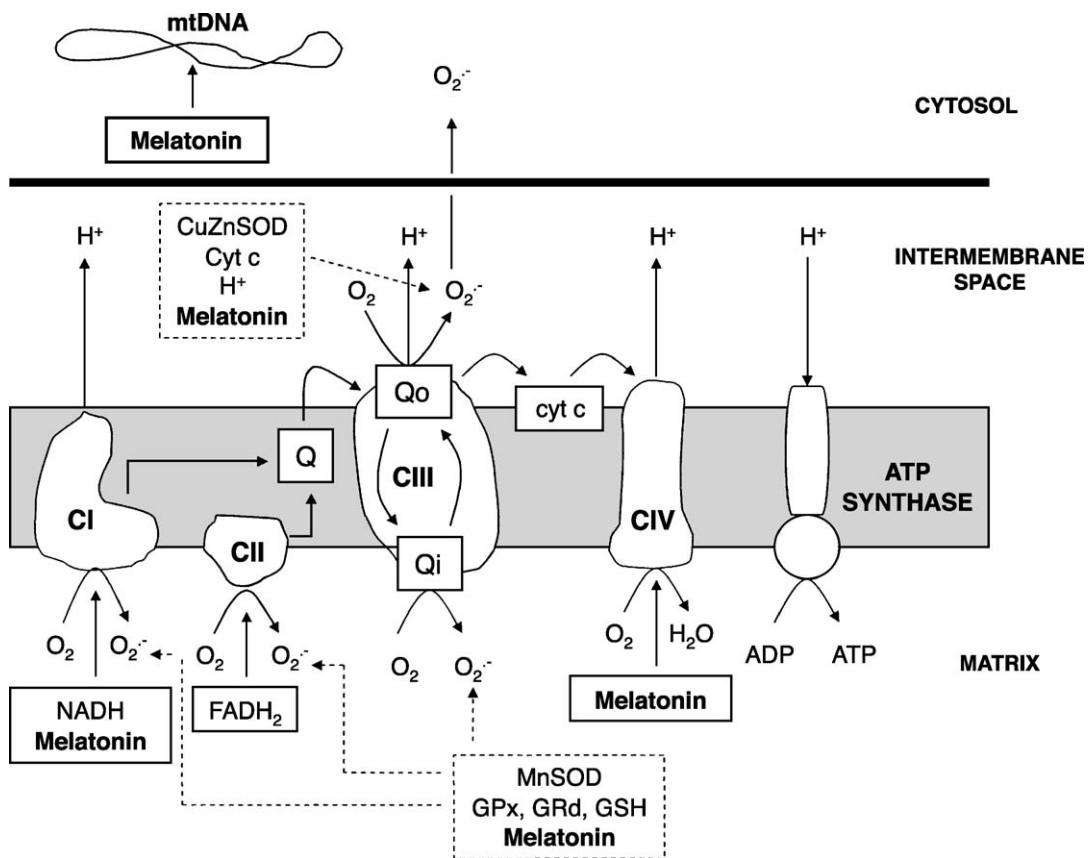 mtDNA
Melatonin
O₂·⁻
CYTOSOL
H⁺
CuZnSOD
Cyt c
H⁺
Melatonin
H⁺
H⁺
H⁺
INTERMEMBRANE
SPACE
O₂
O₂·⁻
Qo
cyt c
Q
CI
CII
CIII
Qi
CIV
ATP
SYNTHASE
O₂
O₂·⁻
O₂
O₂·⁻
O₂
O₂·⁻
O₂
H₂O
ADP
ATP
MATRIX
NADH
Melatonin
FADH₂
Melatonin
MnSOD
GPx, GRd, GSH
Melatonin